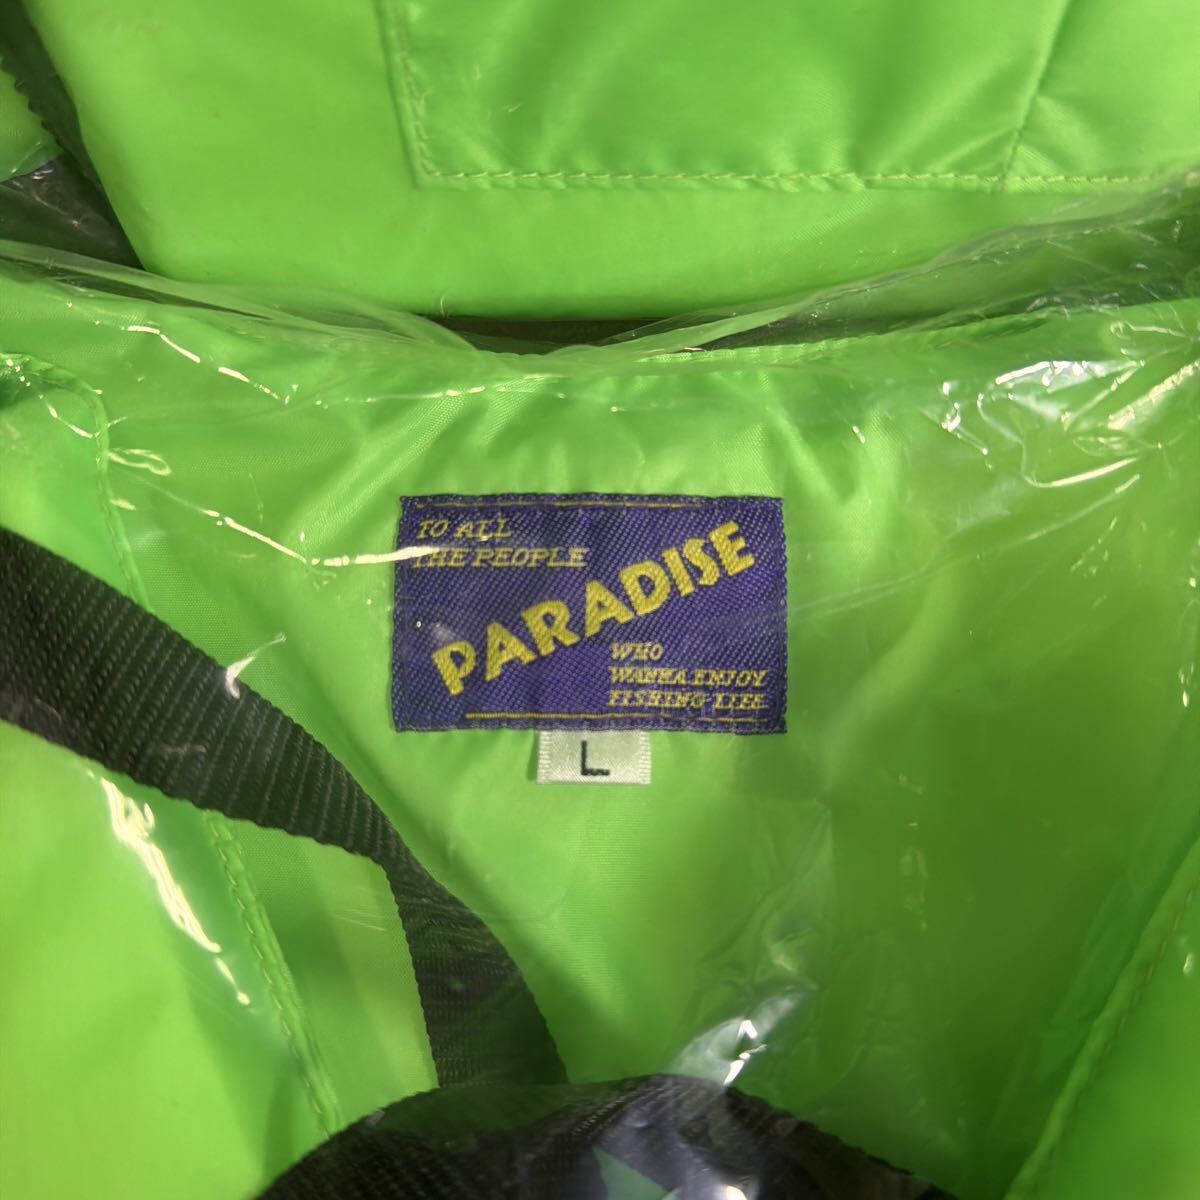 TO ALL
THE PEOPLE
PARADISE
WHO
WANNA ENJOY
FISHING LIFE
L